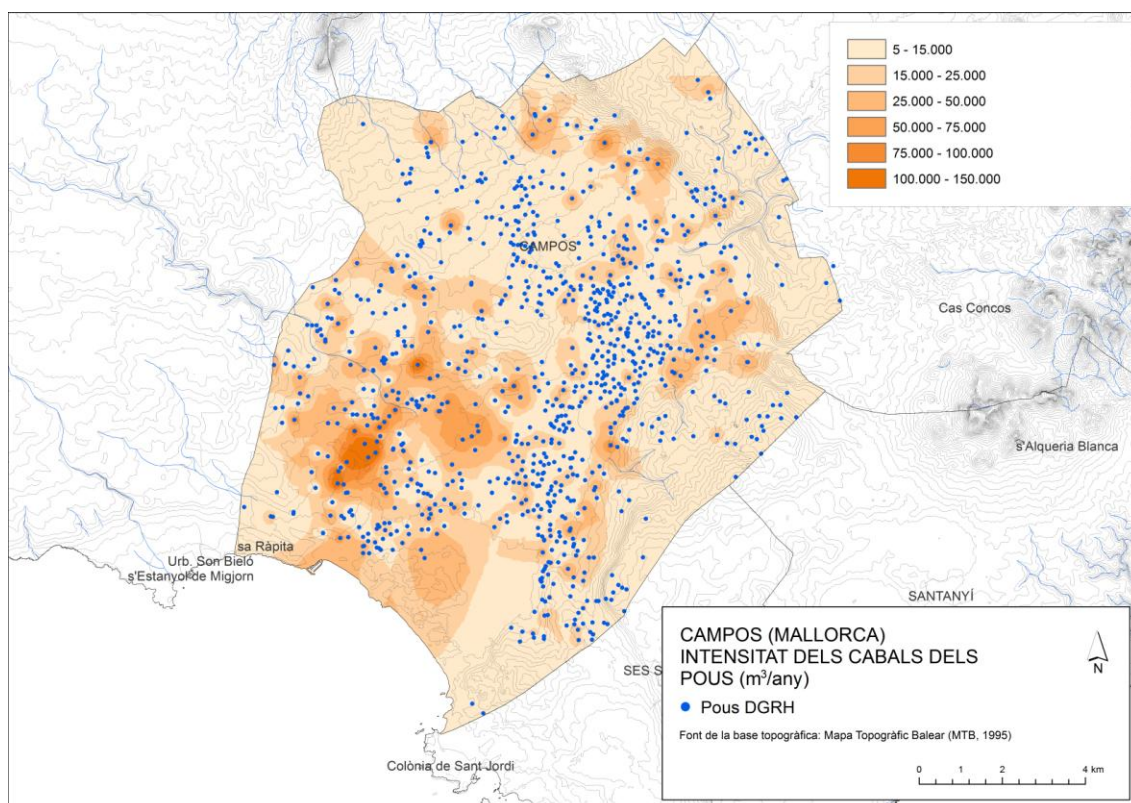 5 - 15.000
15.000 - 25.000
25.000 - 50.000
50.000 - 75.000
75.000 - 100.000
100.000 - 150.000
CAMPOS
Cas Concos
s'Alqueria Blanca
sa Ràpita
Urb. Son Bieló
s'Estanyol de Migjorn
SANTANYÍ
SES S
Colònia de Sant Jordi
CAMPOS (MALLORCA)
INTENSITAT DELS CABALS DELS
POUS (m³/any)
N
Pous DGRH
Font de la base topogràfica: Mapa Topogràfic Balear (MTB, 1995)
0 1 2 4 km